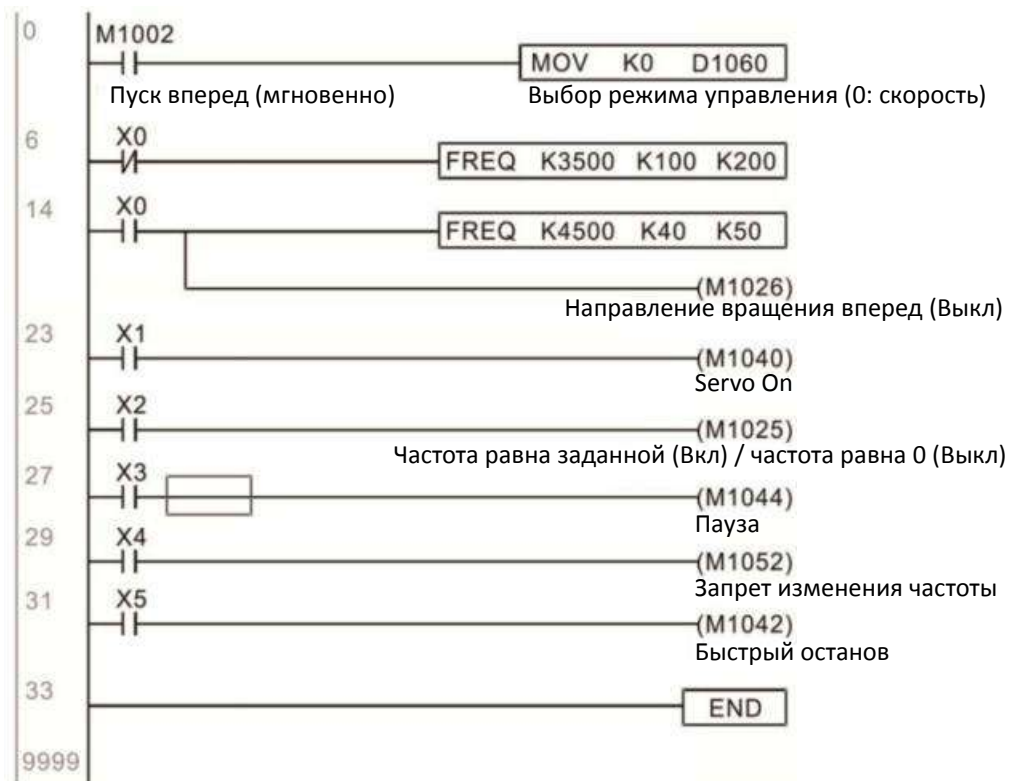 0
M1002
MOV K0 D1060
Пуск вперед (мгновенно) Выбор режима управления (0: скорость)
6
X0
FREQ K3500 K100 K200
14
X0
FREQ K4500 K40 K50
(M1026)
Направление вращения вперед (Выкл)
23
X1
(M1040)
Servo On
25
X2
(M1025)
Частота равна заданной (Вкл) / частота равна 0 (Выкл)
27
X3
(M1044)
Пауза
29
X4
(M1052)
Запрет изменения частоты
31
X5
(M1042)
Быстрый останов
33
END
9999